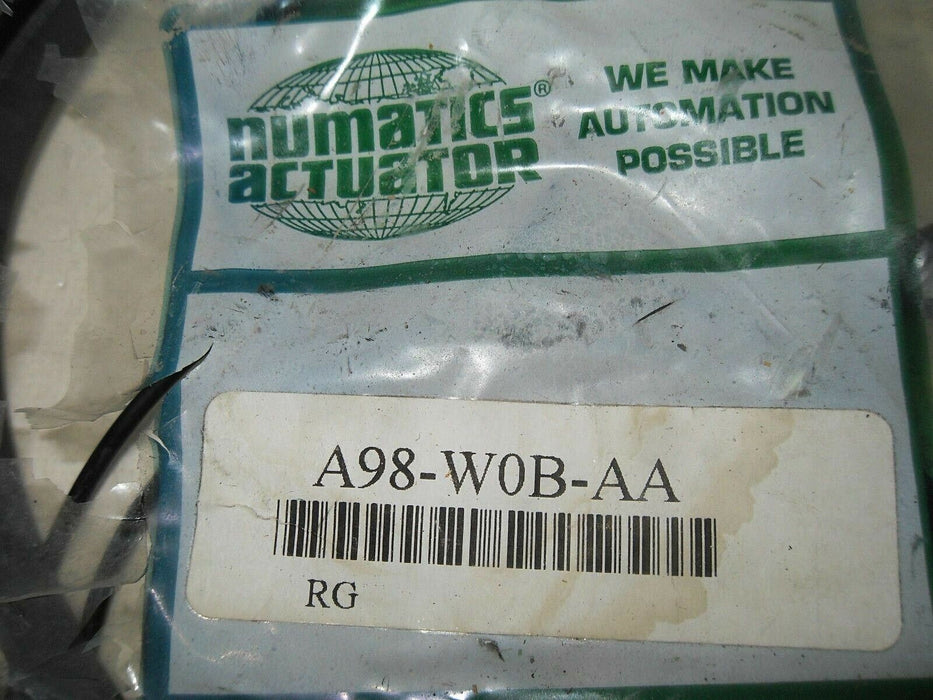 numatics®
actuator
WE MAKE
AUTOMATION
POSSIBLE
A98-W0B-AA
RG